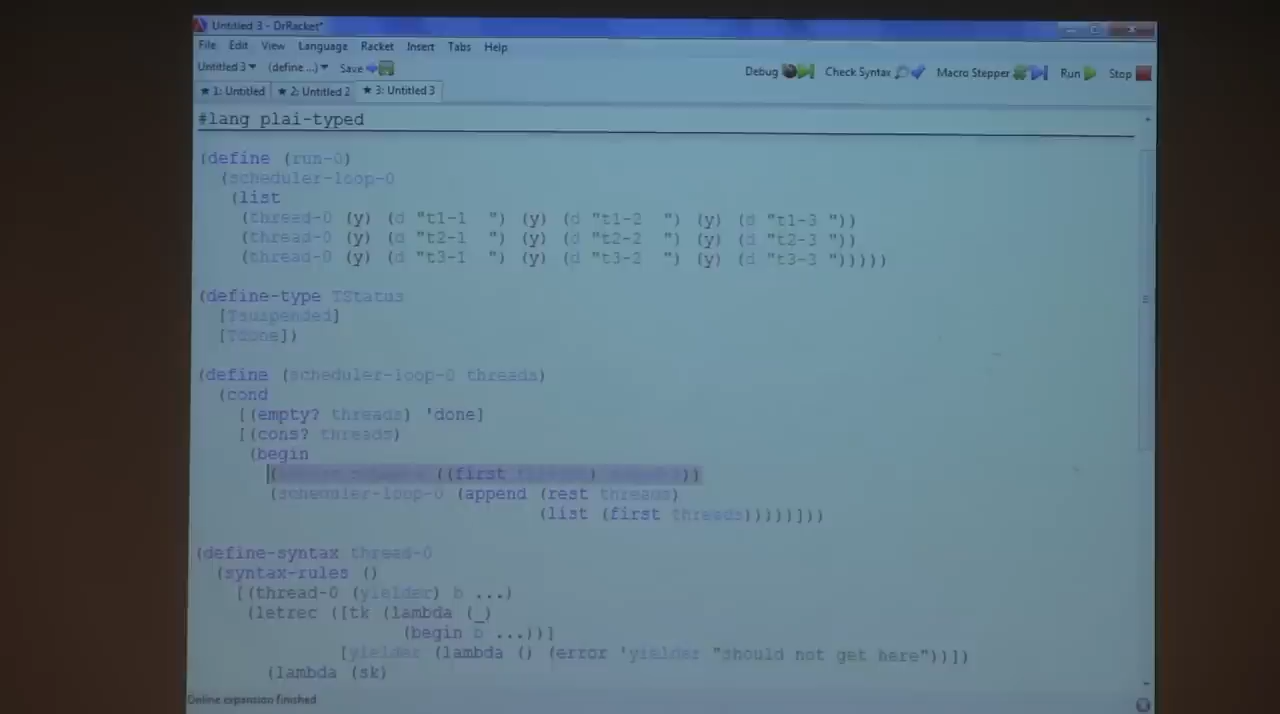 Untitled 3 - DrRacket*
File Edit View Language Racket Insert Tabs Help
Untitled 3 (define ...) Save Debug Check Syntax Macro Stepper Run Stop
1: Untitled 2: Untitled 2 3: Untitled 3
#lang plai-typed
(define (run-0)
(scheduler-loop-0
(list
(thread-0 (y) (d "t1-1 ") (y) (d "t1-2 ") (y) (d "t1-3 "))
(thread-0 (y) (d "t2-1 ") (y) (d "t2-2 ") (y) (d "t2-3 "))
(thread-0 (y) (d "t3-1 ") (y) (d "t3-2 ") (y) (d "t3-3 ")))))
(define-type TStatus
[Tsuspended]
[Tdone])
(define (scheduler-loop-0 threads)
(cond
[(empty? threads) 'done]
[(cons? threads)
(begin
((first
(scheduler-loop-0 (append (rest threads)
(list (first threads)))))]))
(define-syntax thread-0
(syntax-rules ()
[(thread-0 (yielder) b ...)
(letrec ([tk (lambda (_)
(begin b ...))]
[yielder (lambda () (error 'yielder "should not get here"))])
(lambda (sk)
Online expansion finished